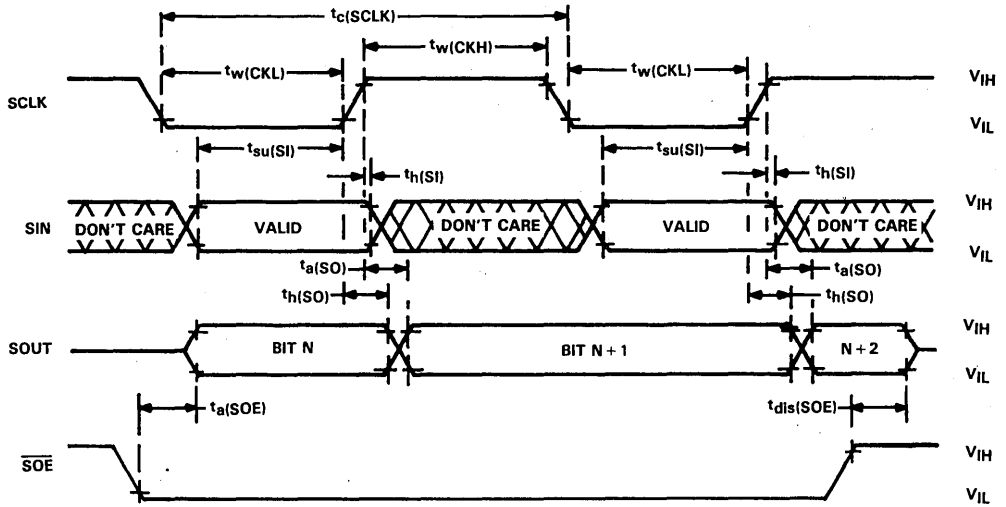 tc(SCLK)
tw(CKH)
tw(CKL)
tw(CKL)
SCLK
VIH
VIL
tsu(SI)
tsu(SI)
th(SI)
th(SI)
SIN
DON'T CARE
VALID
DON'T CARE
VALID
DON'T CARE
VIH
VIL
ta(SO)
ta(SO)
th(SO)
th(SO)
SOUT
BIT N
BIT N + 1
N + 2
VIH
VIL
ta(SOE)
tdis(SOE)
SOE
VIH
VIL